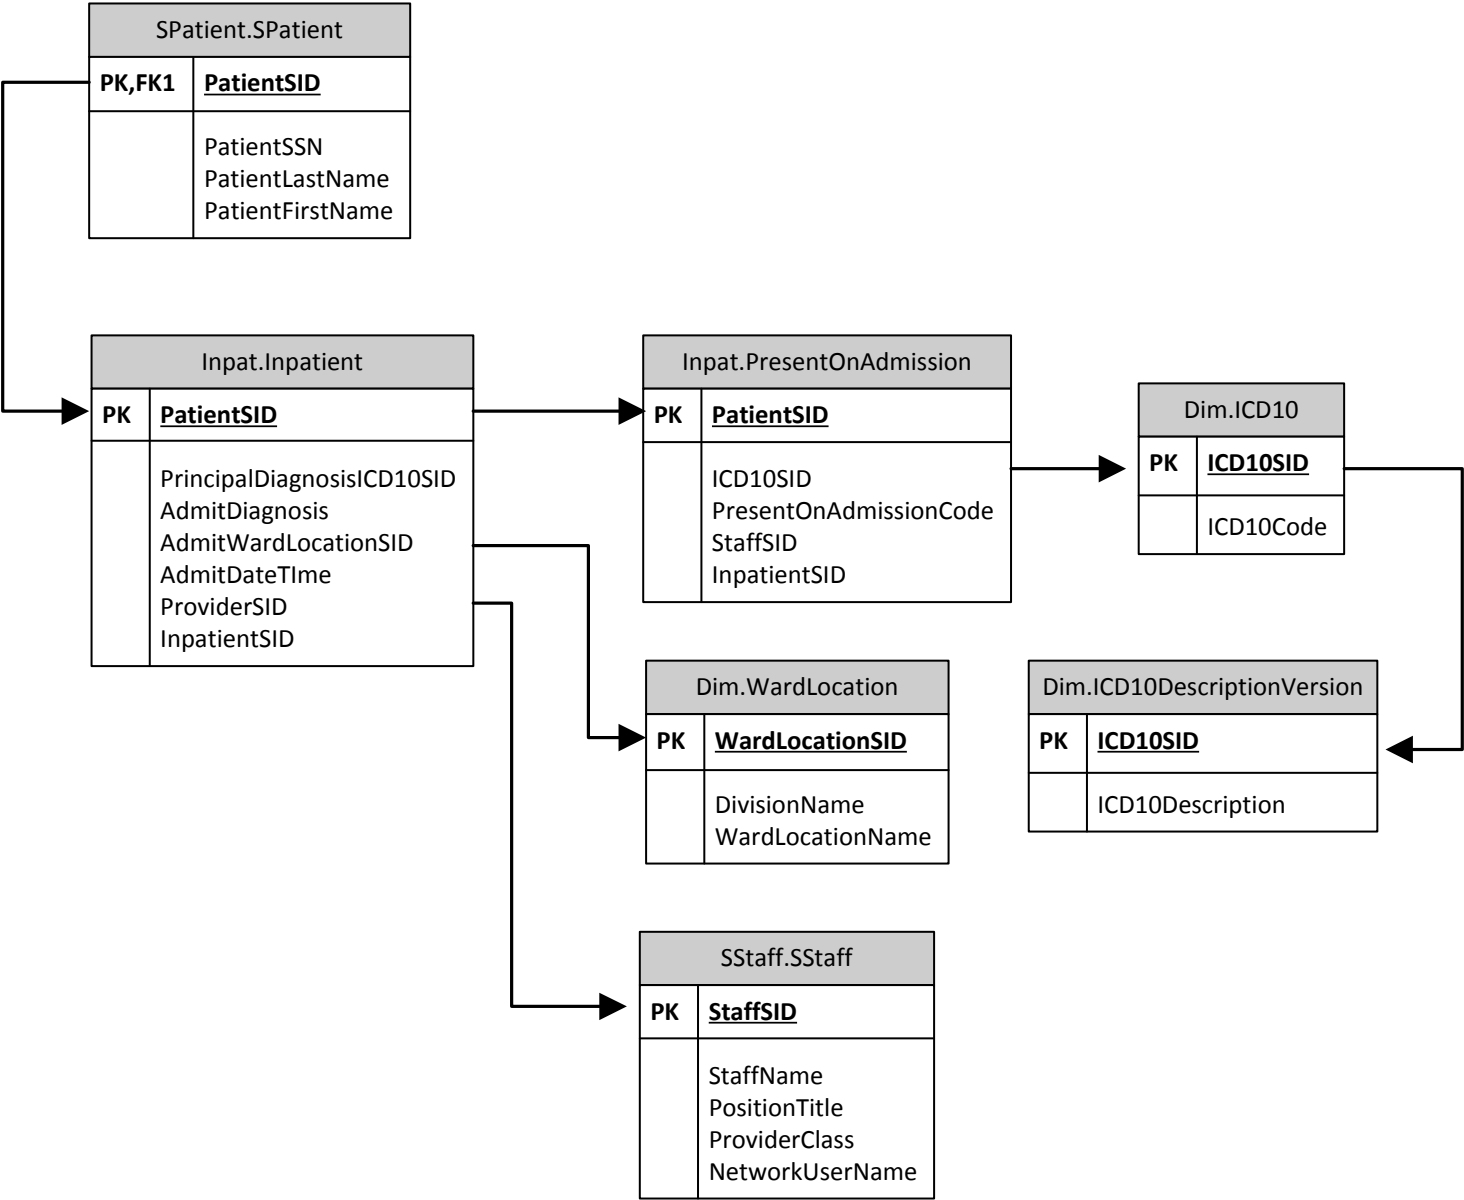 SPatient.SPatient
PK,FK1 PatientSID
PatientSSN
PatientLastName
PatientFirstName
Inpat.Inpatient
PK PatientSID
PrincipalDiagnosisICD10SID
AdmitDiagnosis
AdmitWardLocationSID
AdmitDateTIme
ProviderSID
InpatientSID
Inpat.PresentOnAdmission
PK PatientSID
ICD10SID
PresentOnAdmissionCode
StaffSID
InpatientSID
Dim.ICD10
PK ICD10SID
ICD10Code
Dim.WardLocation
PK WardLocationSID
DivisionName
WardLocationName
Dim.ICD10DescriptionVersion
PK ICD10SID
ICD10Description
SStaff.SStaff
PK StaffSID
StaffName
PositionTitle
ProviderClass
NetworkUserName